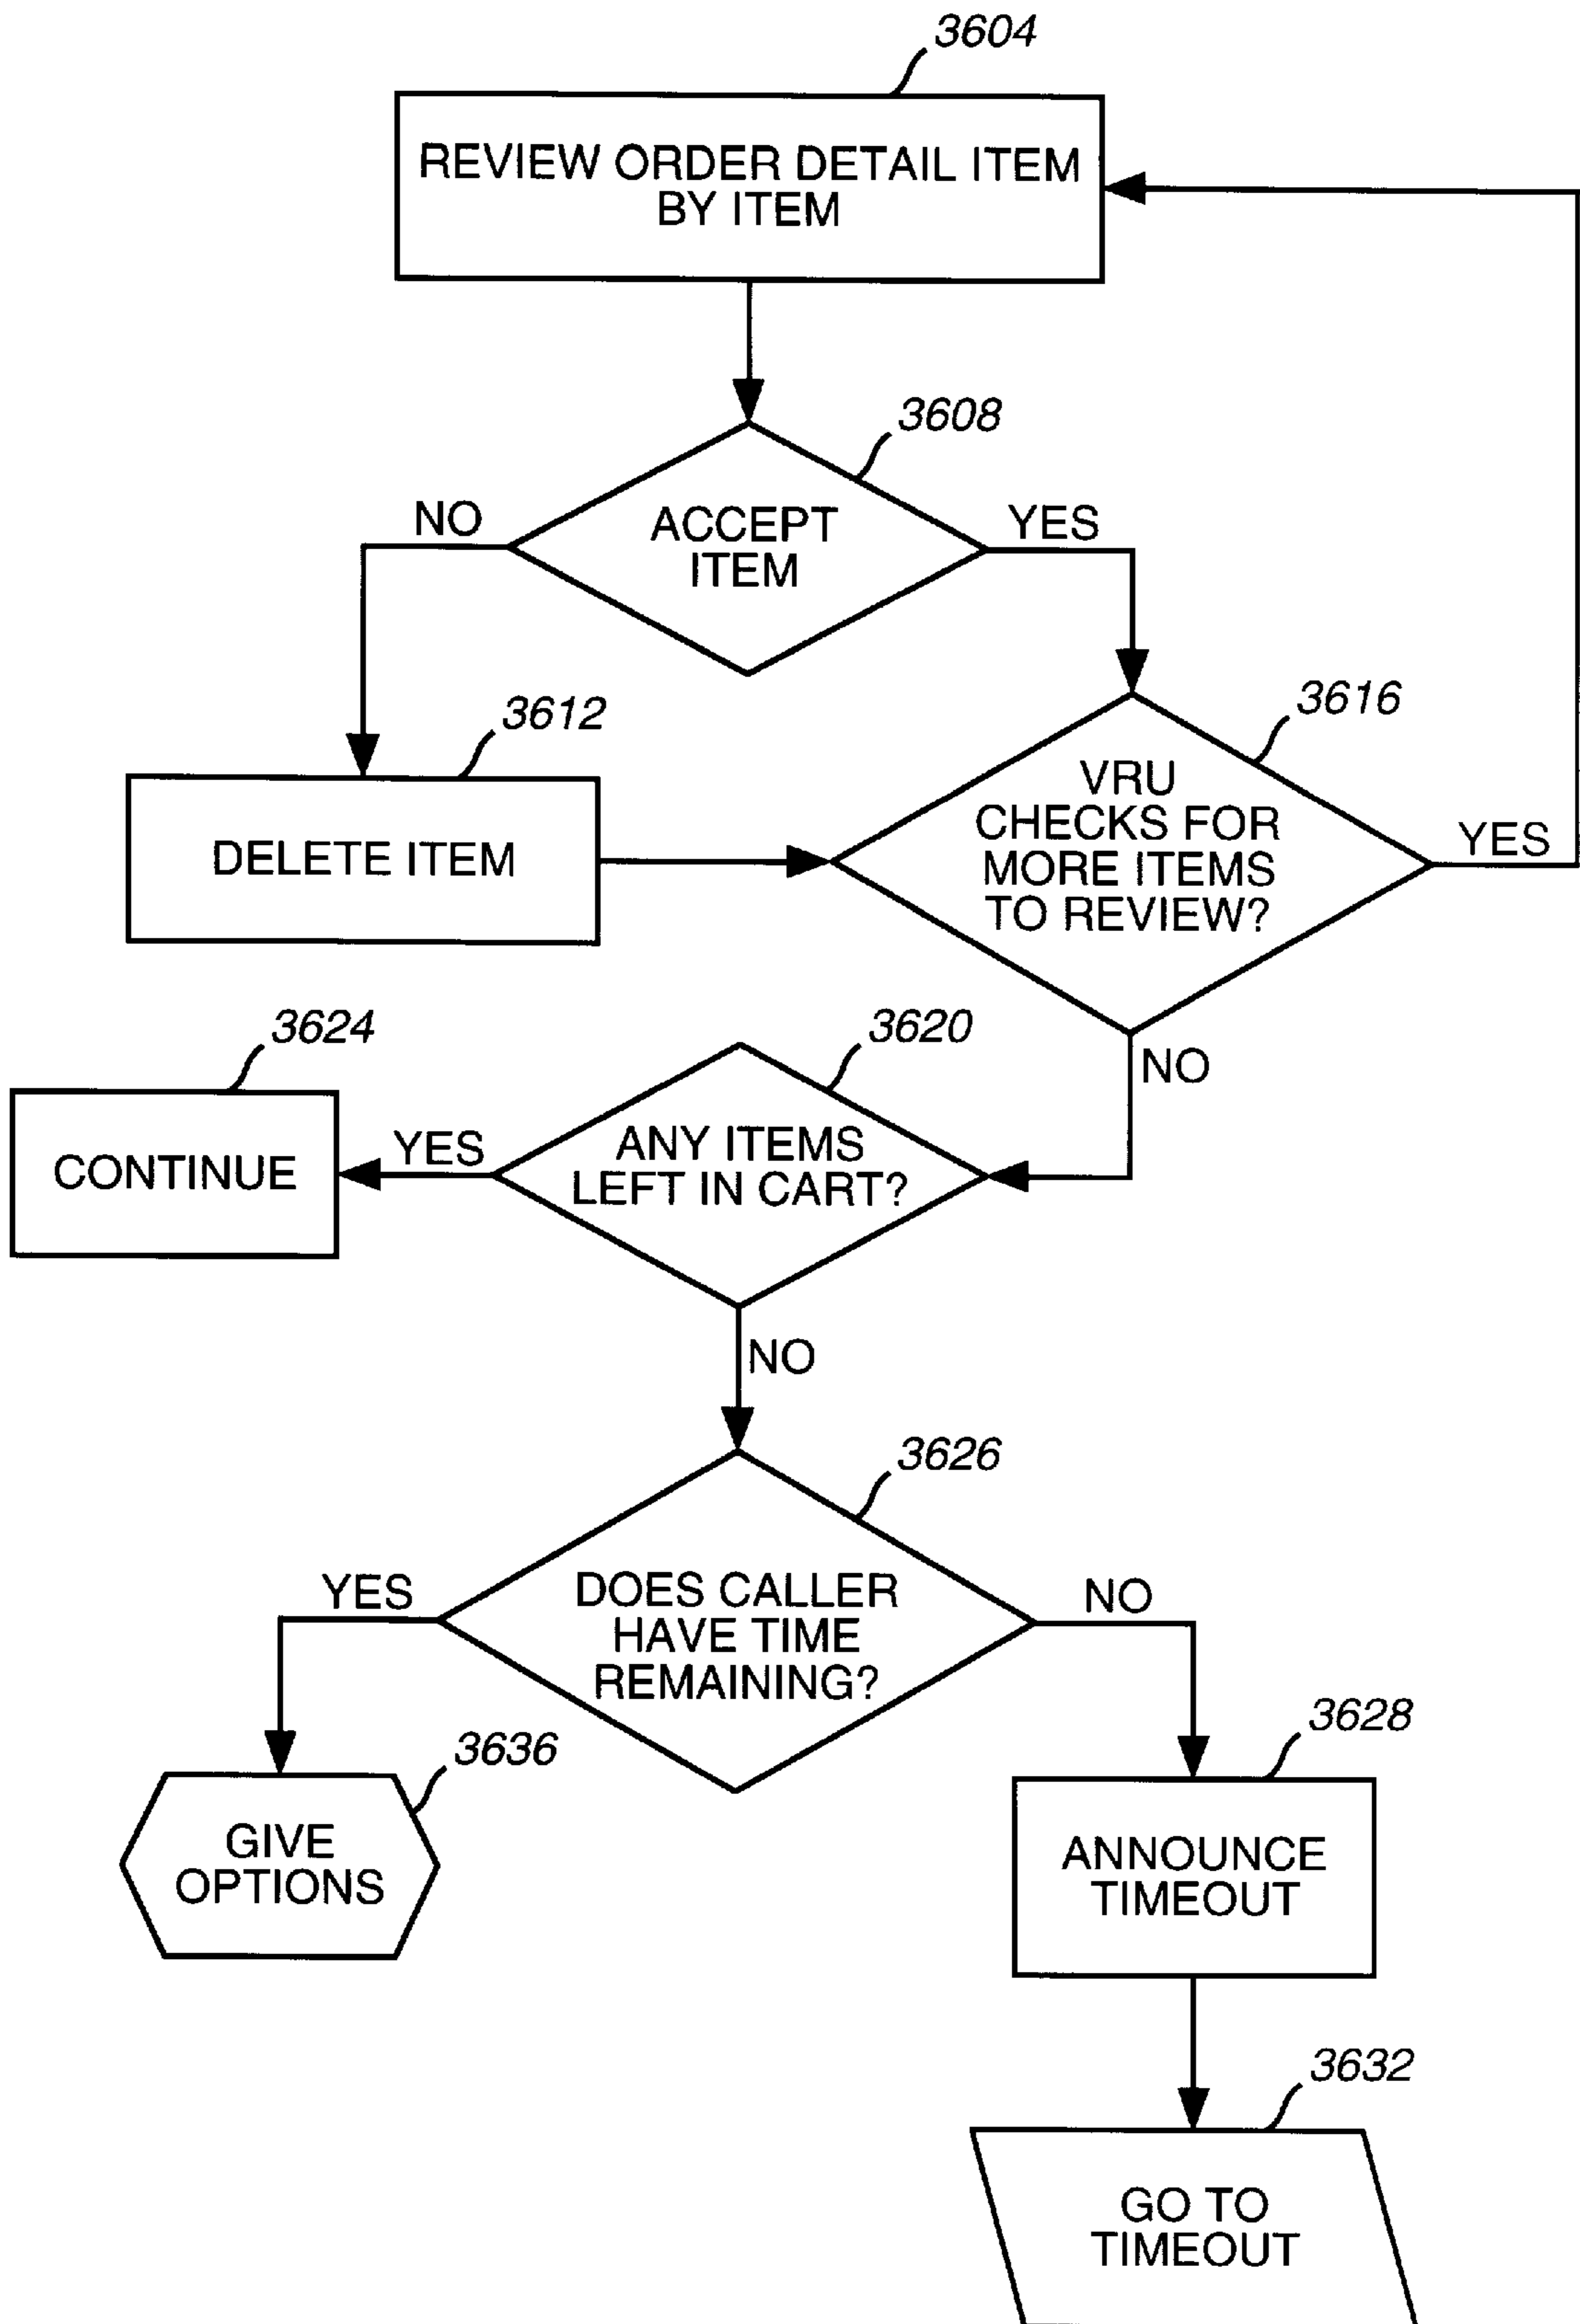 3604
REVIEW ORDER DETAIL ITEM
BY ITEM
3608
NO
YES
ACCEPT
ITEM
3612
3616
DELETE ITEM
VRU
CHECKS FOR
MORE ITEMS
TO REVIEW?
YES
NO
3624
3620
CONTINUE
YES
ANY ITEMS
LEFT IN CART?
NO
3626
YES
DOES CALLER
HAVE TIME
REMAINING?
NO
3636
GIVE
OPTIONS
3628
ANNOUNCE
TIMEOUT
3632
GO TO
TIMEOUT